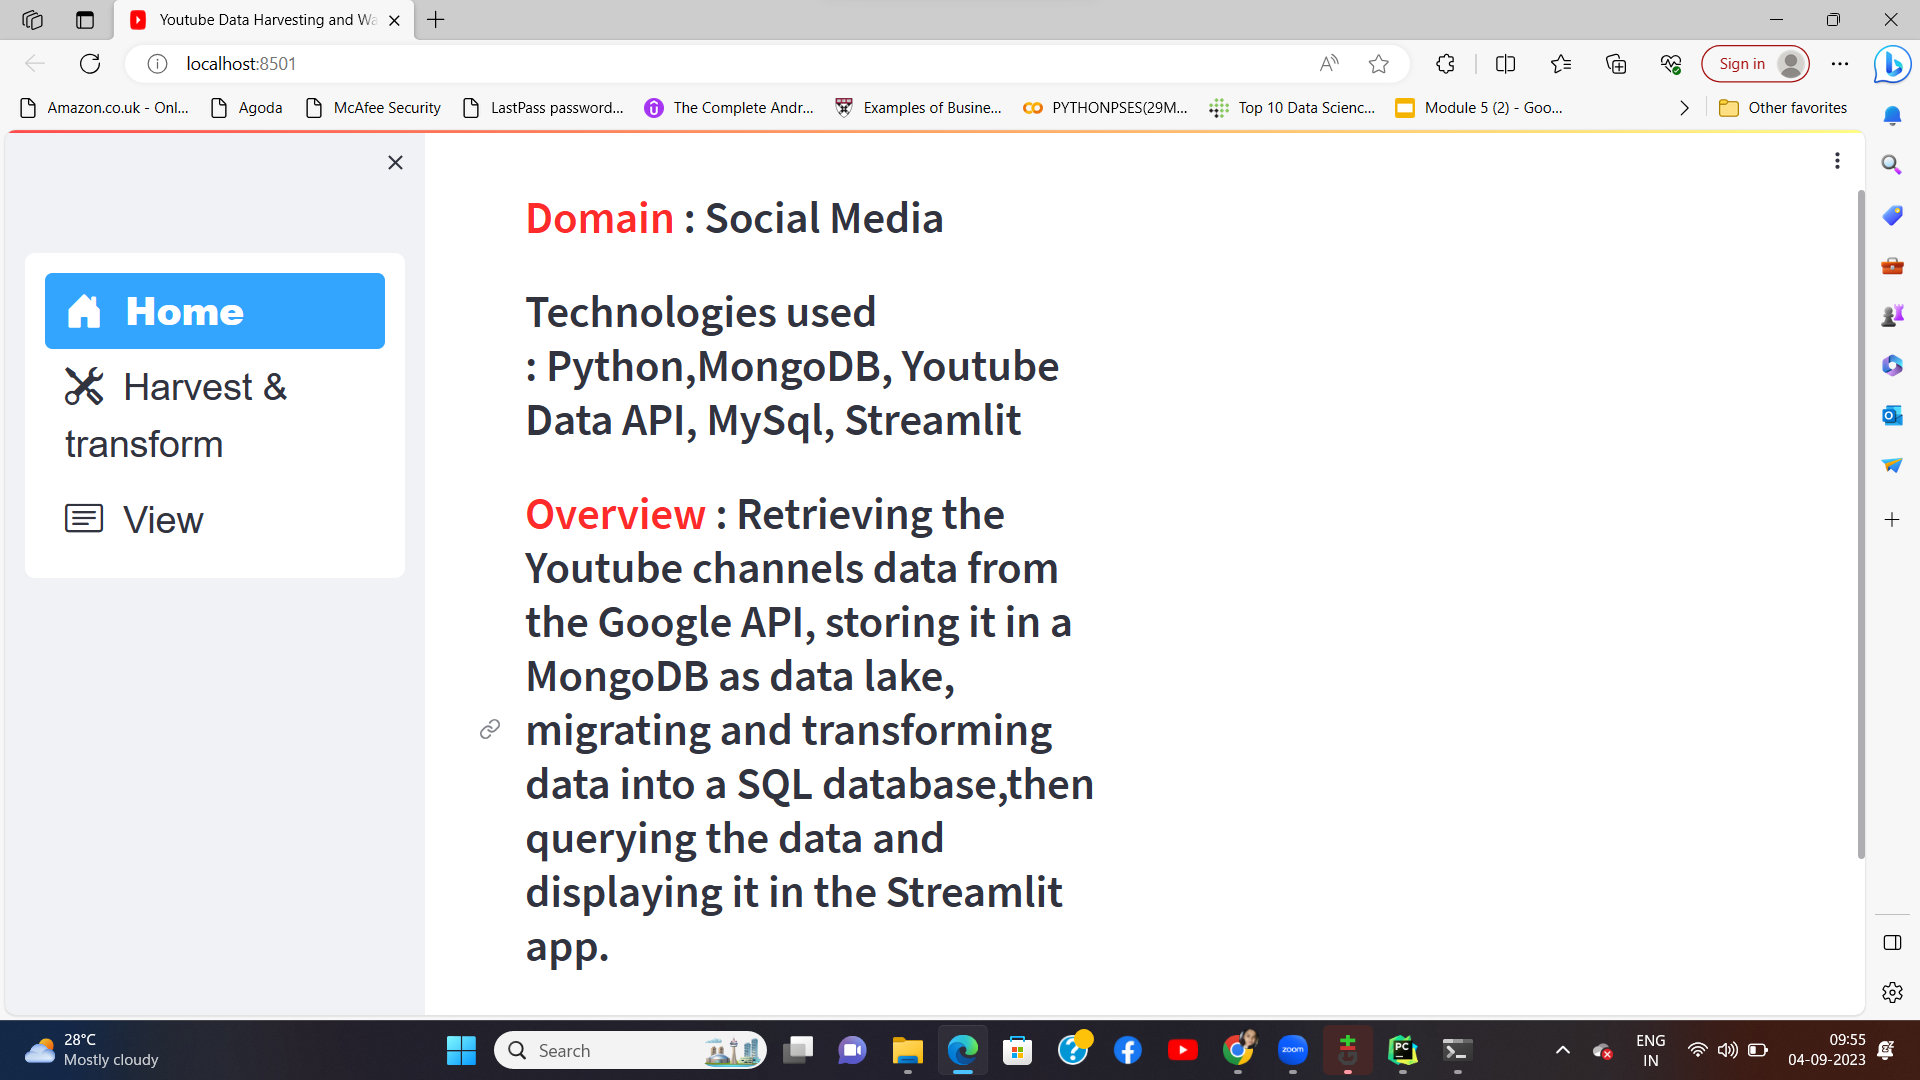 Youtube Data Harvesting and Wa
localhost:8501
Sign in
Amazon.co.uk - Onl...
Agoda
McAfee Security
LastPass password...
The Complete Andr...
Examples of Busine...
PYTHONPSES(29M...
Top 10 Data Scienc...
Module 5 (2) - Goo...
Other favorites
Home
Harvest &
transform
View
Domain : Social Media
Technologies used
: Python,MongoDB, Youtube
Data API, MySql, Streamlit
Overview : Retrieving the
Youtube channels data from
the Google API, storing it in a
MongoDB as data lake,
migrating and transforming
data into a SQL database,then
querying the data and
displaying it in the Streamlit
app.
28°C
Mostly cloudy
Search
zoom
PC
ENG
IN
09:55
04-09-2023